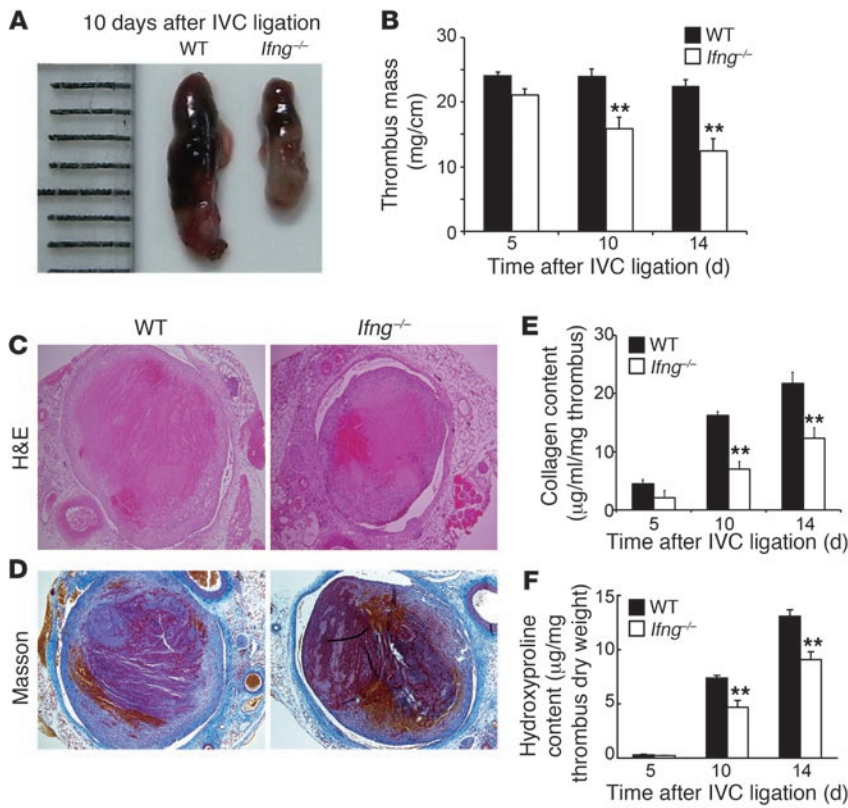 A
10 days after IVC ligation
WT
Ifng–/–
B
Thrombus mass
(mg/cm)
30
20
10
0
WT
Ifng–/–
**
**
5
10
14
Time after IVC ligation (d)
WT
Ifng–/–
C
H&E
D
Masson
E
Collagen content
(µg/ml/mg thrombus)
30
20
10
0
WT
Ifng–/–
**
**
5
10
14
Time after IVC ligation (d)
F
Hydroxyproline
content (µg/mg
thrombus dry weight)
15
10
5
0
WT
Ifng–/–
**
**
5
10
14
Time after IVC ligation (d)